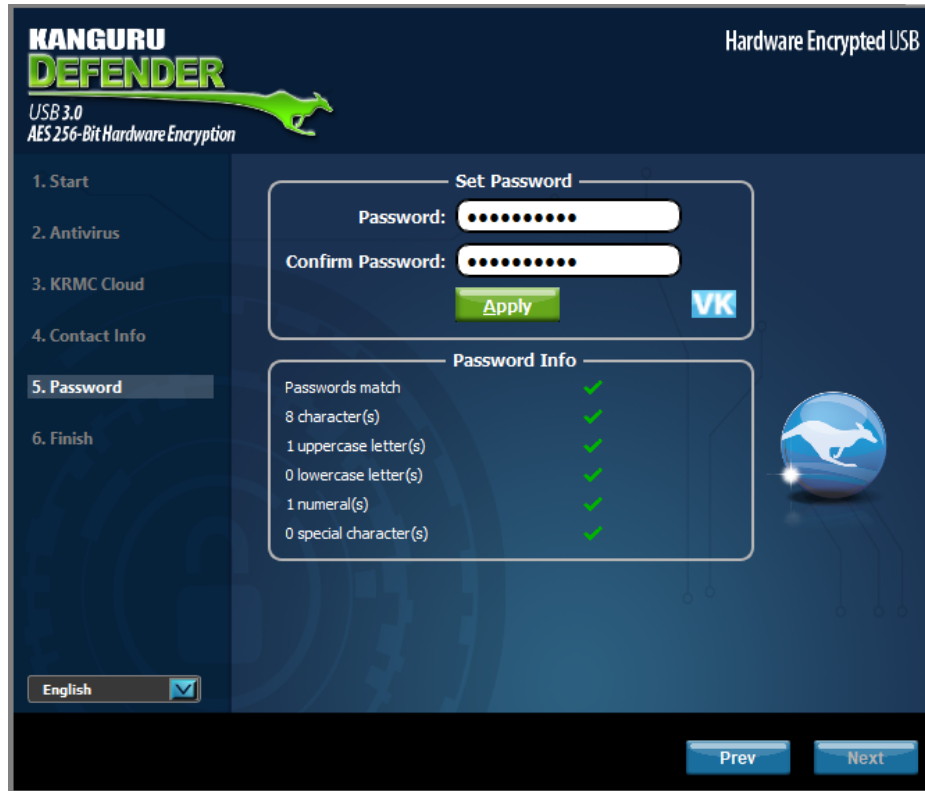 KANGURU
DEFENDER
USB 3.0
AES 256-Bit Hardware Encryption
Hardware Encrypted USB
1. Start
2. Antivirus
3. KRMC Cloud
4. Contact Info
5. Password
6. Finish
English
Set Password
Password: ●●●●●●●●●●
Confirm Password: ●●●●●●●●●●
Apply
VK
Password Info
Passwords match
8 character(s)
1 uppercase letter(s)
0 lowercase letter(s)
1 numeral(s)
0 special character(s)
Prev Next